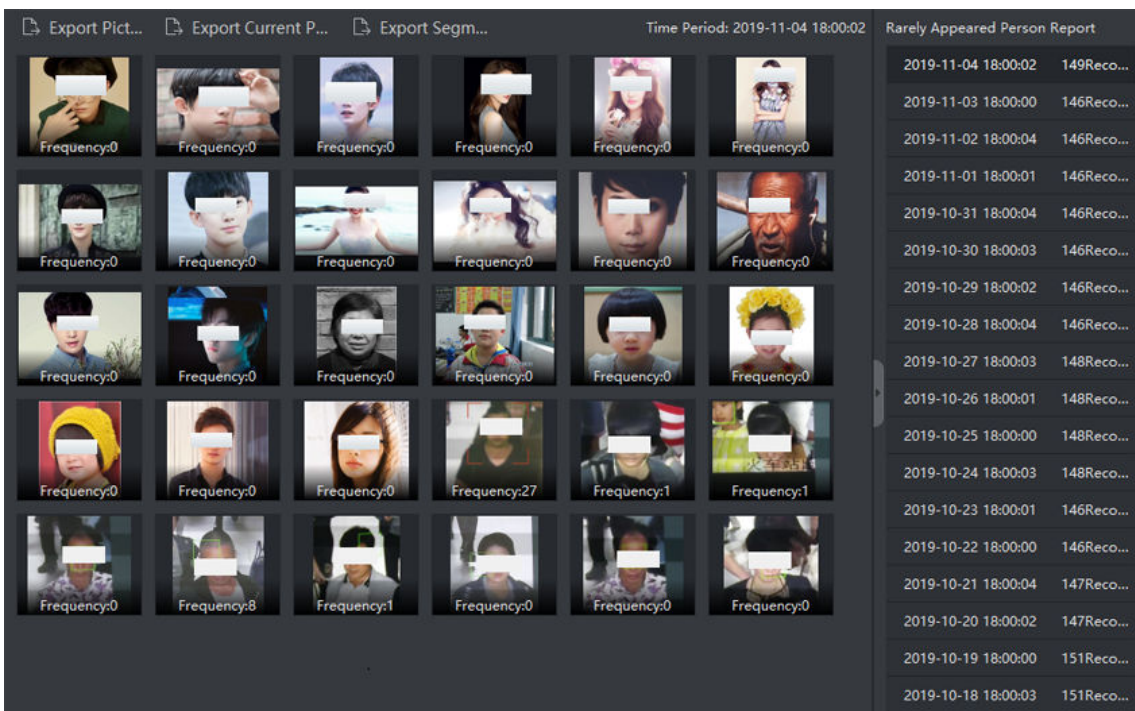 Export Pict... Export Current P... Export Segm... Time Period: 2019-11-04 18:00:02
Frequency:0 Frequency:0 Frequency:0 Frequency:0 Frequency:0 Frequency:0
Frequency:0 Frequency:0 Frequency:0 Frequency:0 Frequency:0 Frequency:0
Frequency:0 Frequency:0 Frequency:0 Frequency:0 Frequency:0 Frequency:0
火车站
Frequency:0 Frequency:0 Frequency:0 Frequency:27 Frequency:1 Frequency:1
Frequency:0 Frequency:8 Frequency:1 Frequency:0 Frequency:0 Frequency:0
Rarely Appeared Person Report
2019-11-04 18:00:02 149Reco...
2019-11-03 18:00:00 146Reco...
2019-11-02 18:00:04 146Reco...
2019-11-01 18:00:01 146Reco...
2019-10-31 18:00:04 146Reco...
2019-10-30 18:00:03 146Reco...
2019-10-29 18:00:02 146Reco...
2019-10-28 18:00:04 146Reco...
2019-10-27 18:00:03 148Reco...
2019-10-26 18:00:01 148Reco...
2019-10-25 18:00:00 148Reco...
2019-10-24 18:00:03 148Reco...
2019-10-23 18:00:01 146Reco...
2019-10-22 18:00:00 146Reco...
2019-10-21 18:00:04 147Reco...
2019-10-20 18:00:02 147Reco...
2019-10-19 18:00:00 151Reco...
2019-10-18 18:00:03 151Reco...